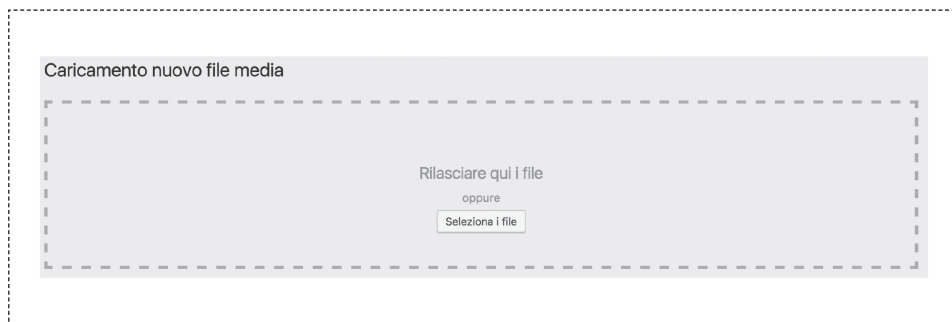 Caricamento nuovo file media
Rilasciare qui i file
oppure
Seleziona i file